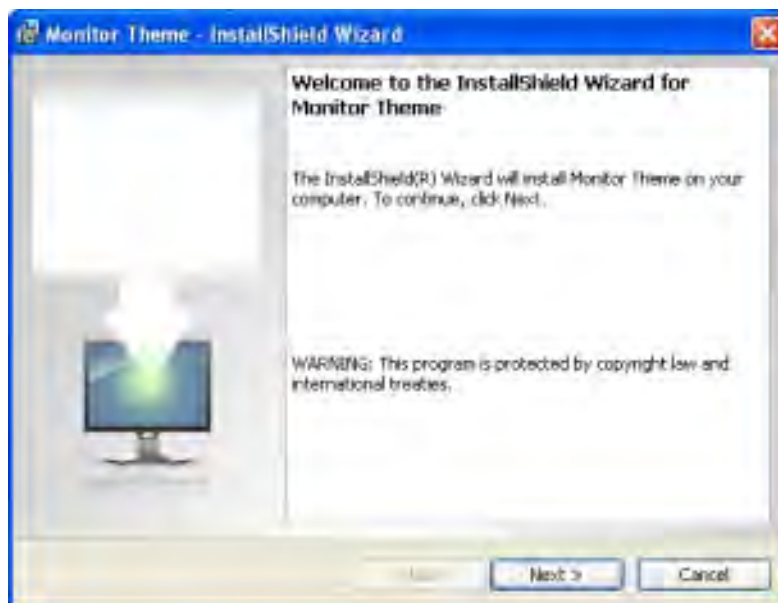 Monitor Theme - InstallShield Wizard
Welcome to the InstallShield Wizard for
Monitor Theme
The InstallShield(R) Wizard will install Monitor Theme on your
computer. To continue, click Next.
WARNING: This program is protected by copyright law and
international treaties.
Next > Cancel